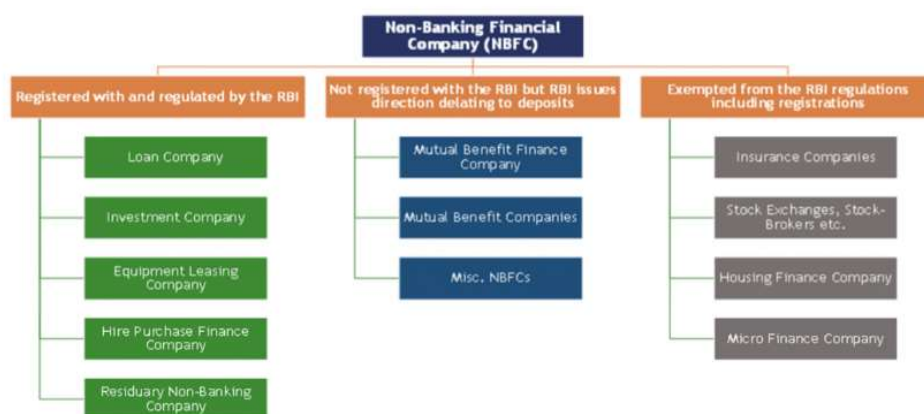 Non-Banking Financial
Company (NBFC)
Registered with and regulated by the RBI
Loan Company
Investment Company
Equipment Leasing
Company
Hire Purchase Finance
Company
Residuary Non-Banking
Company
Not registered with the RBI but RBI issues
direction delating to deposits
Mutual Benefit Finance
Company
Mutual Benefit Companies
Misc. NBFCs
Exempted from the RBI regulations
including registrations
Insurance Companies
Stock Exchanges, Stock-
Brokers etc.
Housing Finance Company
Micro Finance Company